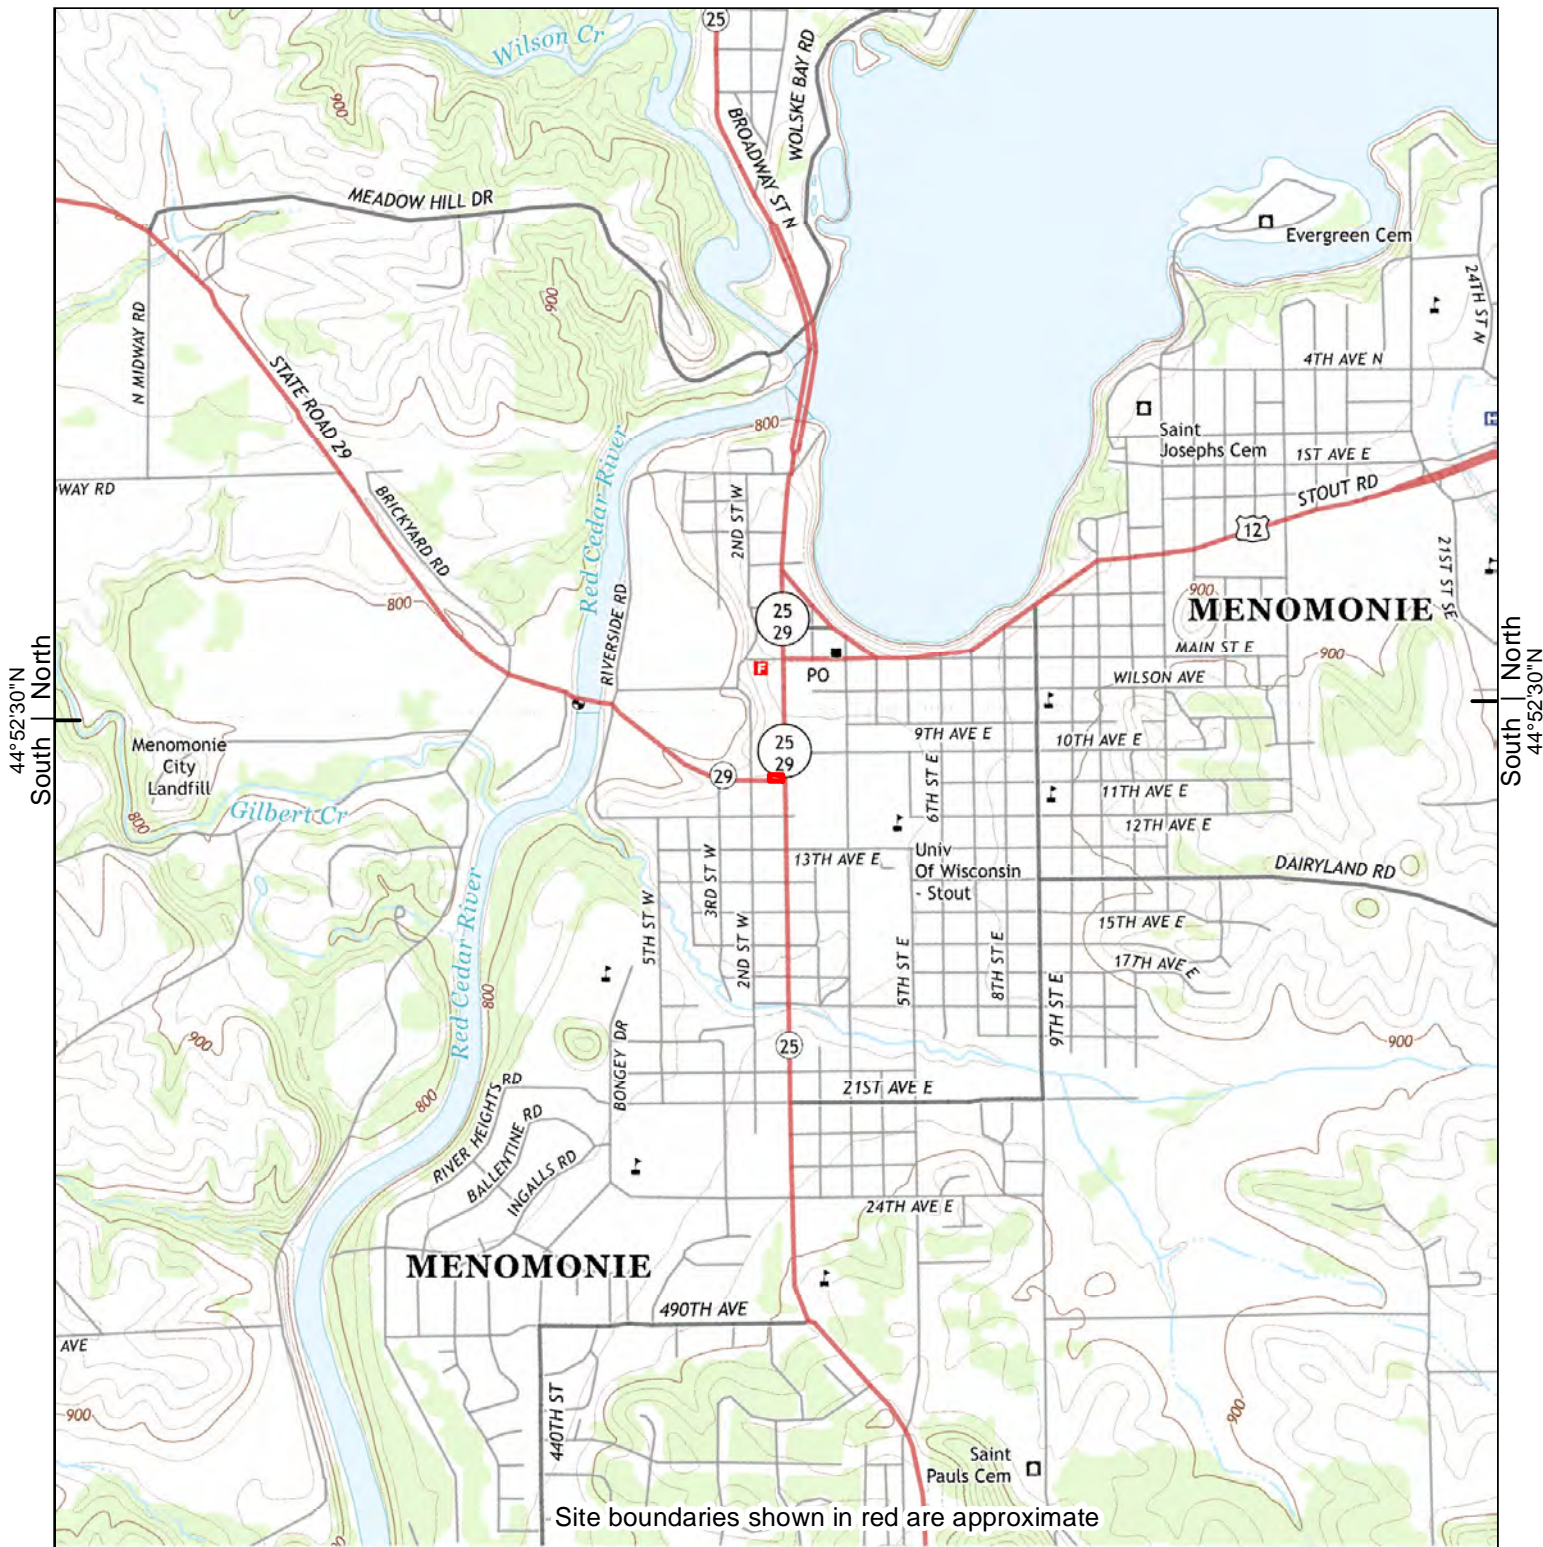 25
Wilson Cr
WOLSKE BAY RD
900
BROADWAY ST N
MEADOW HILL DR
Evergreen Cem
24TH ST N
900
N MIDWAY RD
STATE ROAD 29
4TH AVE N
H
800
Saint
Josephs Cem
1ST AVE E
Red Cedar River
WAY RD
BRICKYARD RD
STOUT RD
2ND ST W
12
21ST ST SE
RIVERSIDE RD
800
900
25
29
MENOMONIE
MAIN ST E
900
F
PO
WILSON AVE
44°52'30"N
South | North
South | North
44°52'30"N
9TH AVE E
10TH AVE E
Menomonie
City
Landfill
25
29
29
6TH ST E
11TH AVE E
Gilbert Cr
800
12TH AVE E
Univ
Of Wisconsin
- Stout
13TH AVE E
DAIRYLAND RD
3RD ST W
5TH ST W
2ND ST W
15TH AVE E
17TH AVE E
5TH ST E
8TH ST E
9TH ST E
Red Cedar River
800
900
900
25
BONGEY DR
21ST AVE E
RIVER HEIGHTS RD
800
BALLENTINE RD
INGALLS RD
24TH AVE E
MENOMONIE
490TH AVE
AVE
440TH ST
900
900
Saint
Pauls Cem
Site boundaries shown in red are approximate